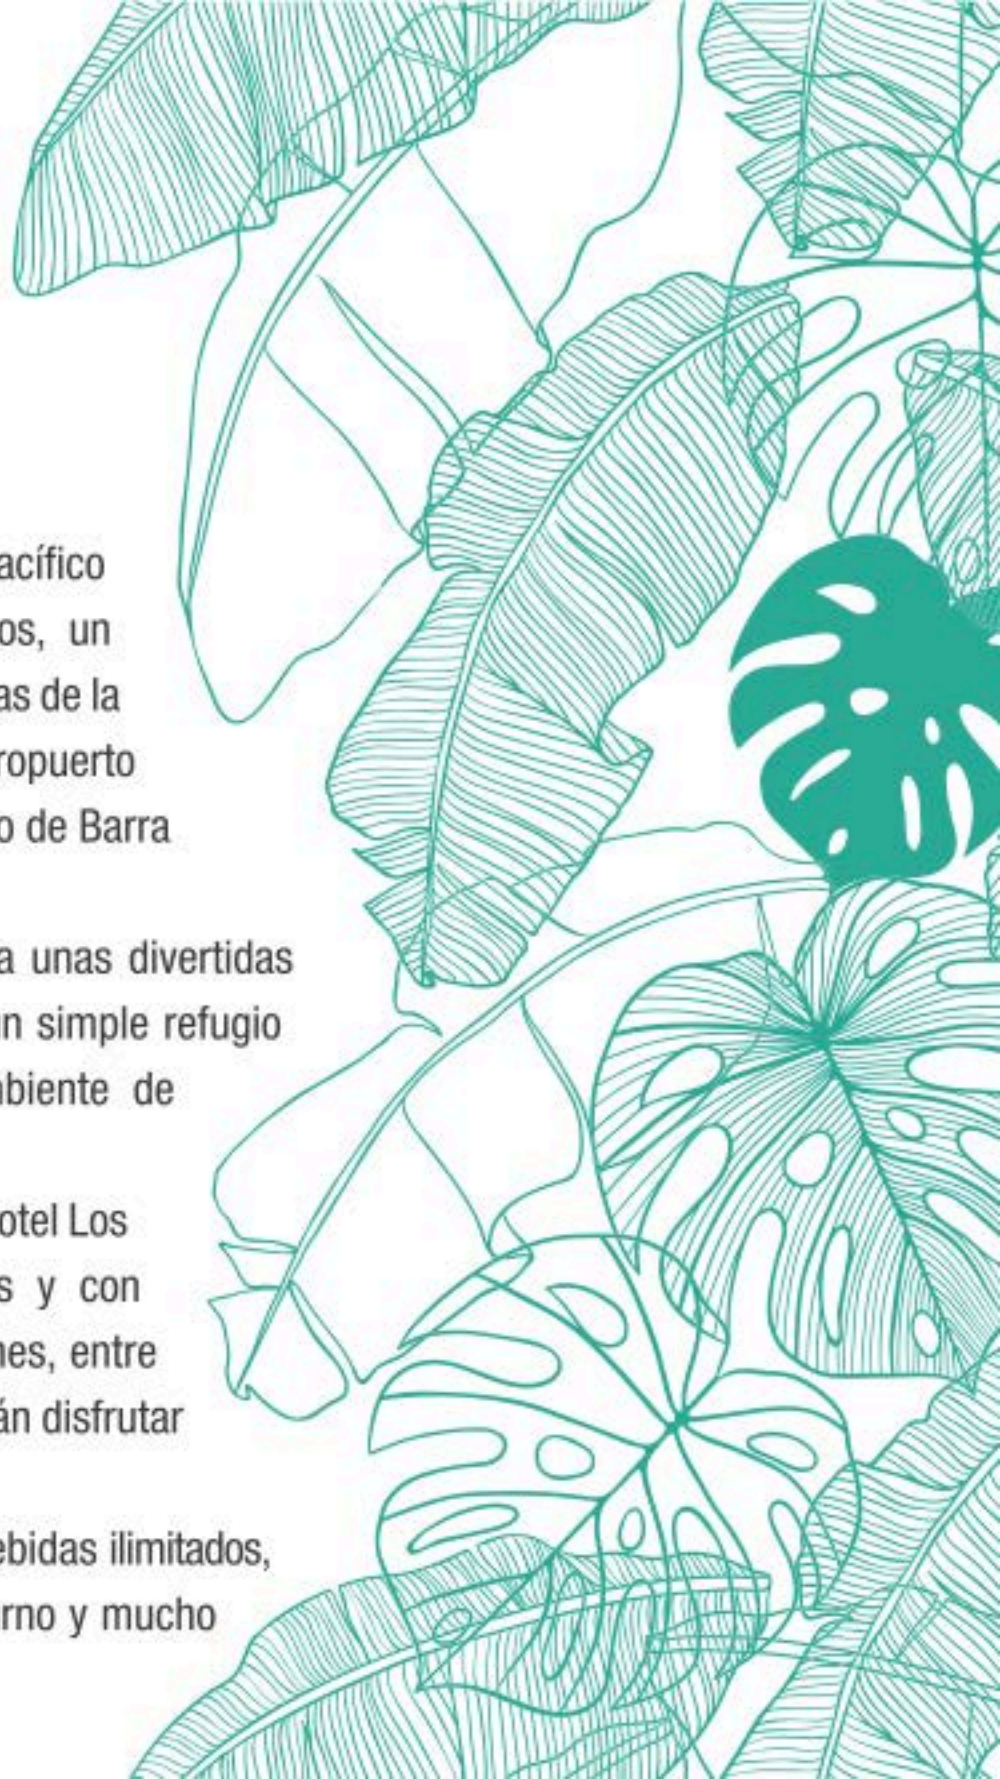 acífico
os, un
as de la
ropuerto
o de Barra
a unas divertidas
n simple refugio
biente de
otel Los
s y con
nes, entre
án disfrutar
ebidas ilimitados,
rno y mucho